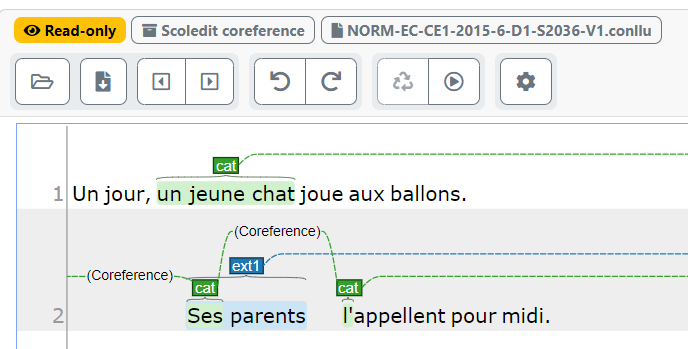 Read-only Scoledit coreference NORM-EC-CE1-2015-6-D1-S2036-V1.conllu
cat
1 Un jour, un jeune chat joue aux ballons.
(Coreference)
ext1
(Coreference)
cat cat
2 Ses parents l'appellent pour midi.